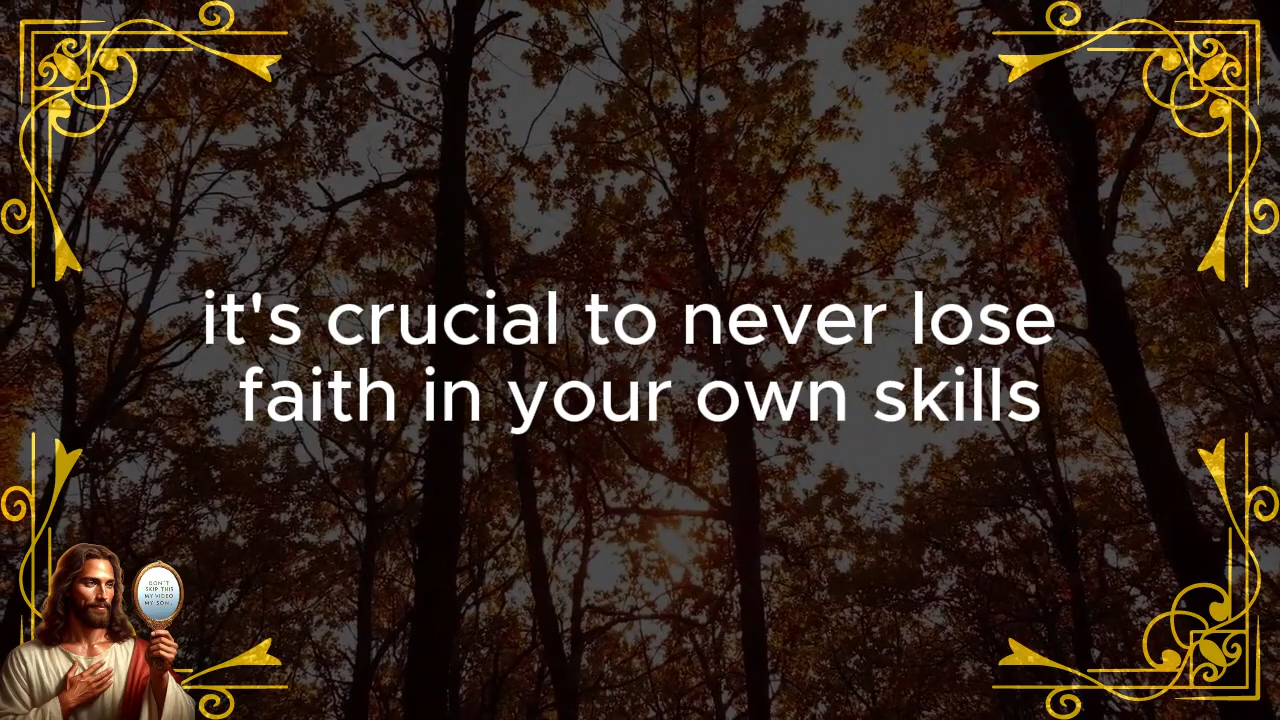 it's crucial to never lose
faith in your own skills
DON'T
SKIP THIS
MY VIDEO
MY SON.